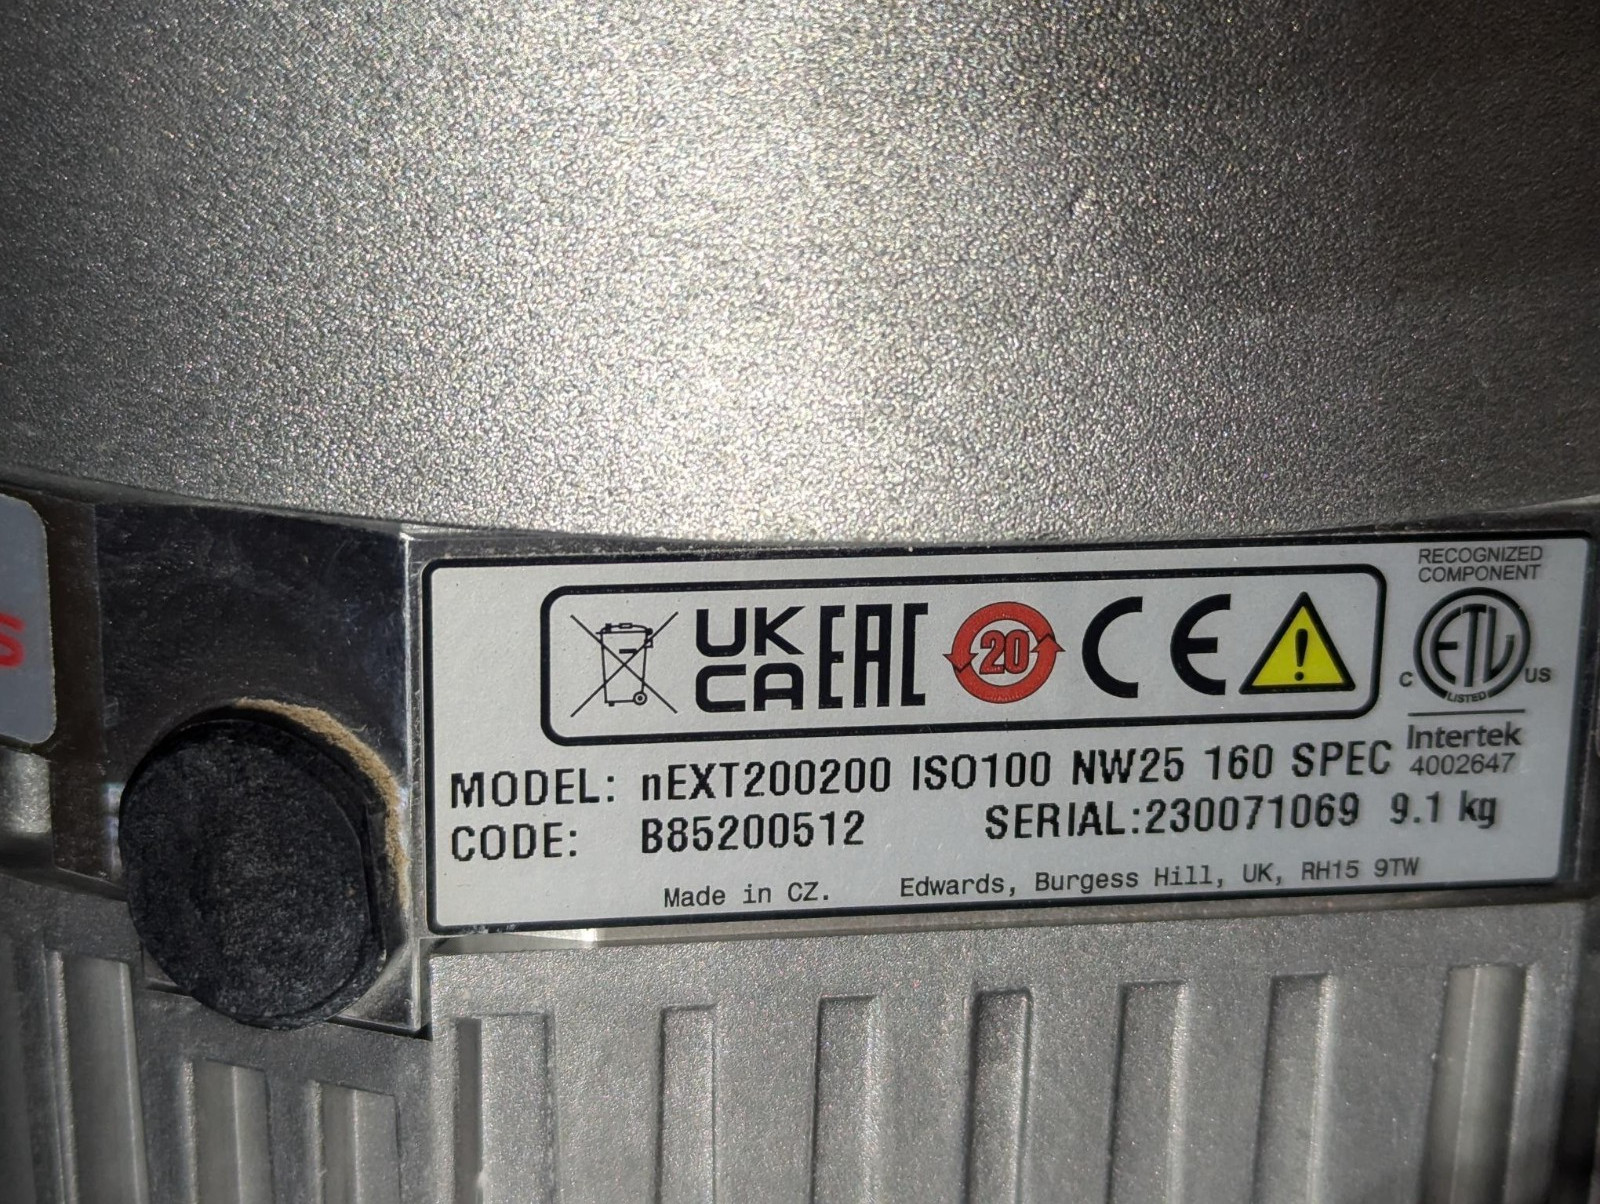 RECOGNIZED
COMPONENT
UK
CA
EAC
20
CE
ETL
C
US
LISTED
Intertek
4002647
MODEL: nEXT200200 ISO100 NW25 160 SPEC
CODE: B85200512 SERIAL:230071069 9.1 kg
Made in CZ. Edwards, Burgess Hill, UK, RH15 9TW